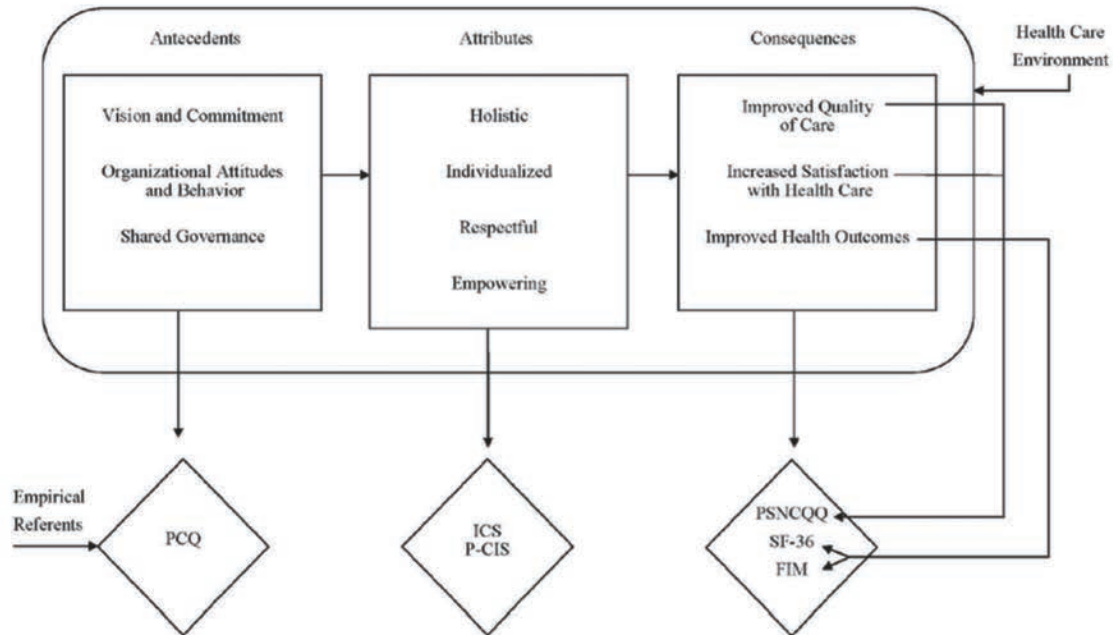 Antecedents
Attributes
Consequences
Health Care
Environment
Vision and Commitment
Organizational Attitudes
and Behavior
Shared Governance
Holistic
Individualized
Respectful
Empowering
Improved Quality
of Care
Increased Satisfaction
with Health Care
Improved Health Outcomes
Empirical
Referents
PCQ
ICS
P-CIS
PSNCQQ
SF-36
FIM